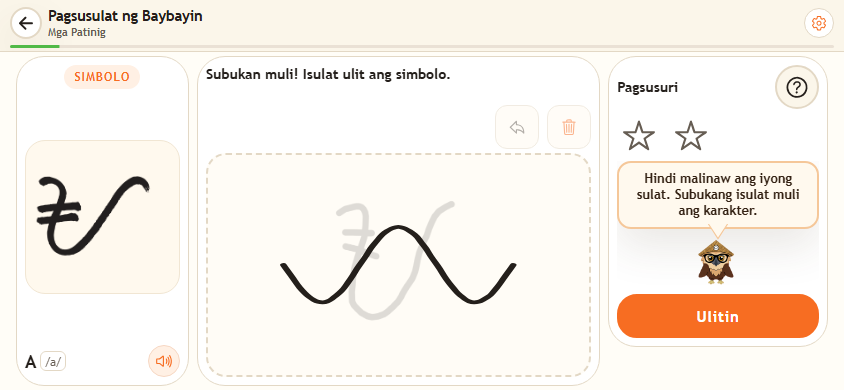 Pagsusulat ng Baybayin
Mga Patinig
SIMBOLO
ᜀ
A /a/
Subukan muli! Isulat ulit ang simbolo.
Pagsusuri
?
Hindi malinaw ang iyong
sulat. Subukang isulat muli
ang karakter.
Ulitin